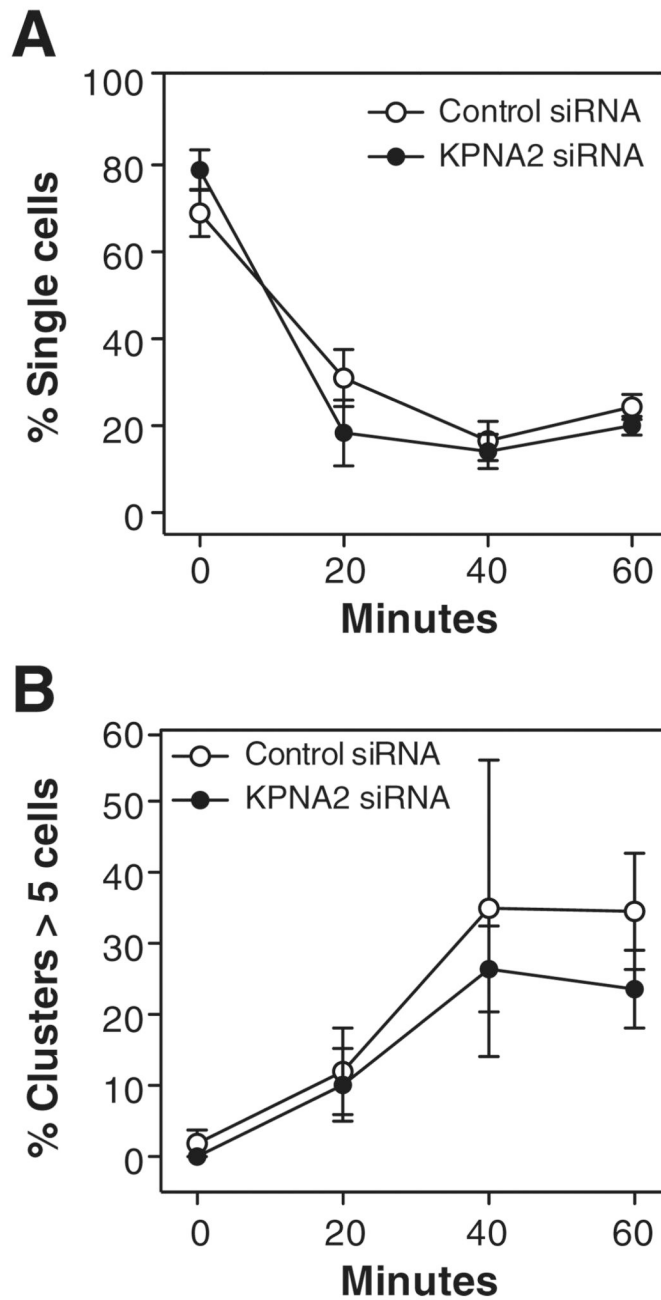 A
100
80
60
40
20
0
% Single cells
Control siRNA
KPNA2 siRNA
0 20 40 60
Minutes
B
60
50
40
30
20
10
0
% Clusters > 5 cells
Control siRNA
KPNA2 siRNA
0 20 40 60
Minutes